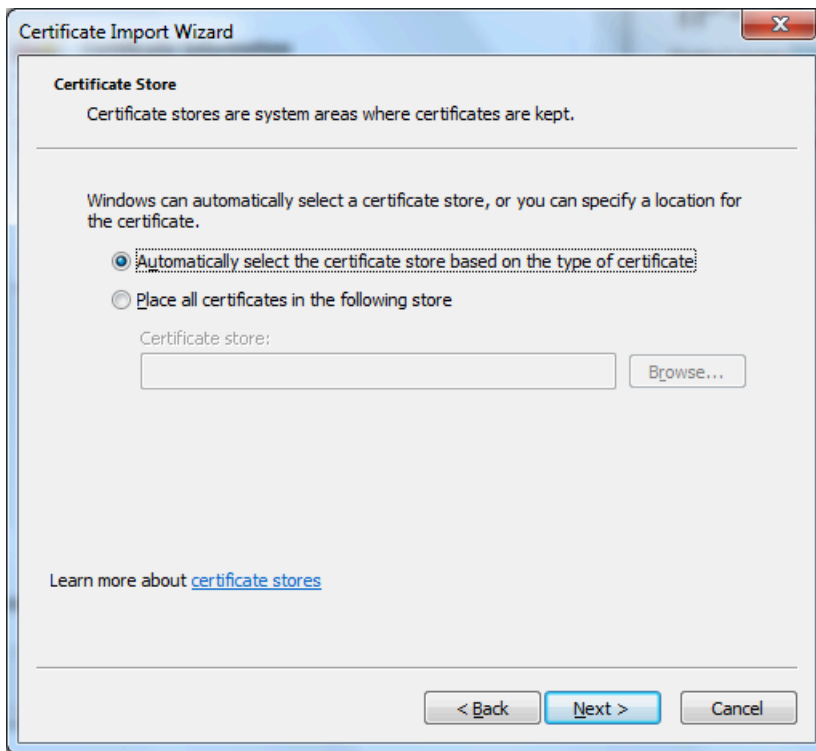 Certificate Import Wizard
Certificate Store
Certificate stores are system areas where certificates are kept.
Windows can automatically select a certificate store, or you can specify a location for
the certificate.
Automatically select the certificate store based on the type of certificate
Place all certificates in the following store
Certificate store:
Browse...
Learn more about certificate stores
< Back
Next >
Cancel